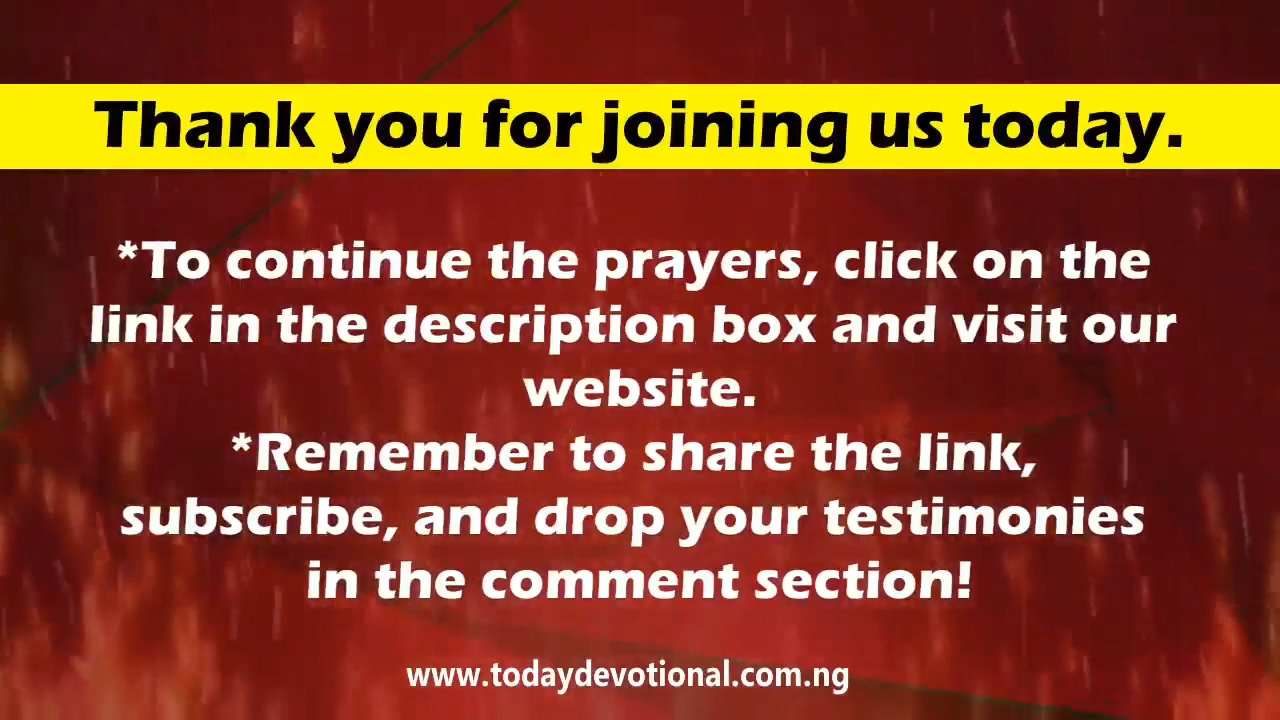 Thank you for joining us today.
*To continue the prayers, click on the
link in the description box and visit our
website.
*Remember to share the link,
subscribe, and drop your testimonies
in the comment section!
www.todaydevotional.com.ng